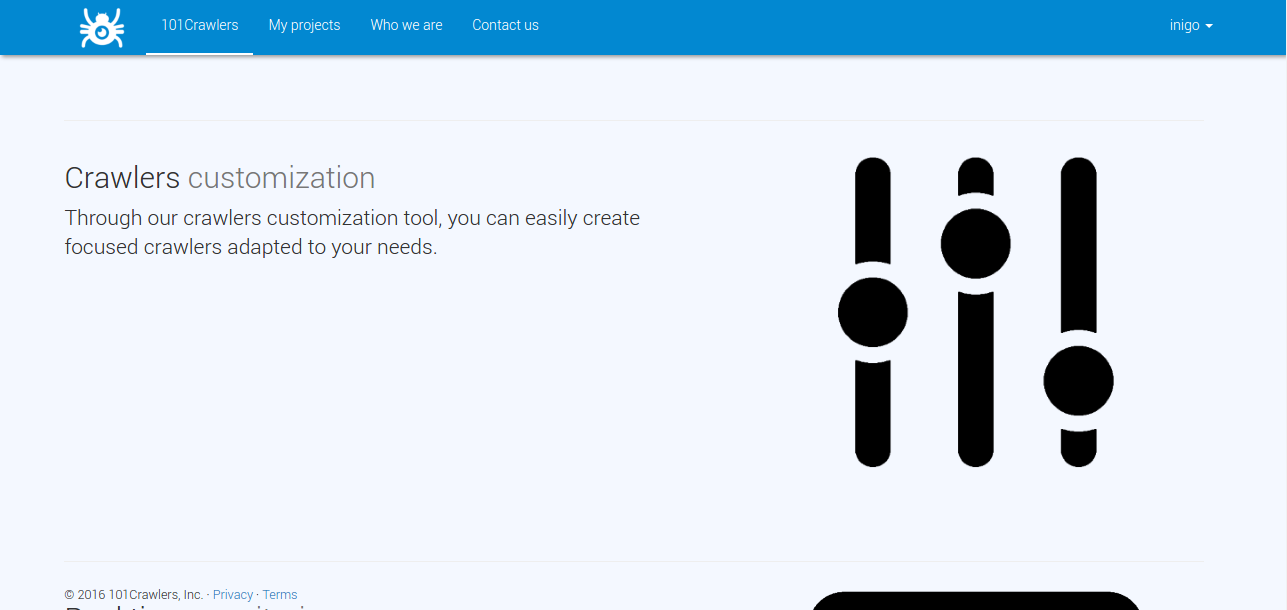 101Crawlers My projects Who we are Contact us inigo
Crawlers customization
Through our crawlers customization tool, you can easily create
focused crawlers adapted to your needs.
© 2016 101Crawlers, Inc. · Privacy · Terms